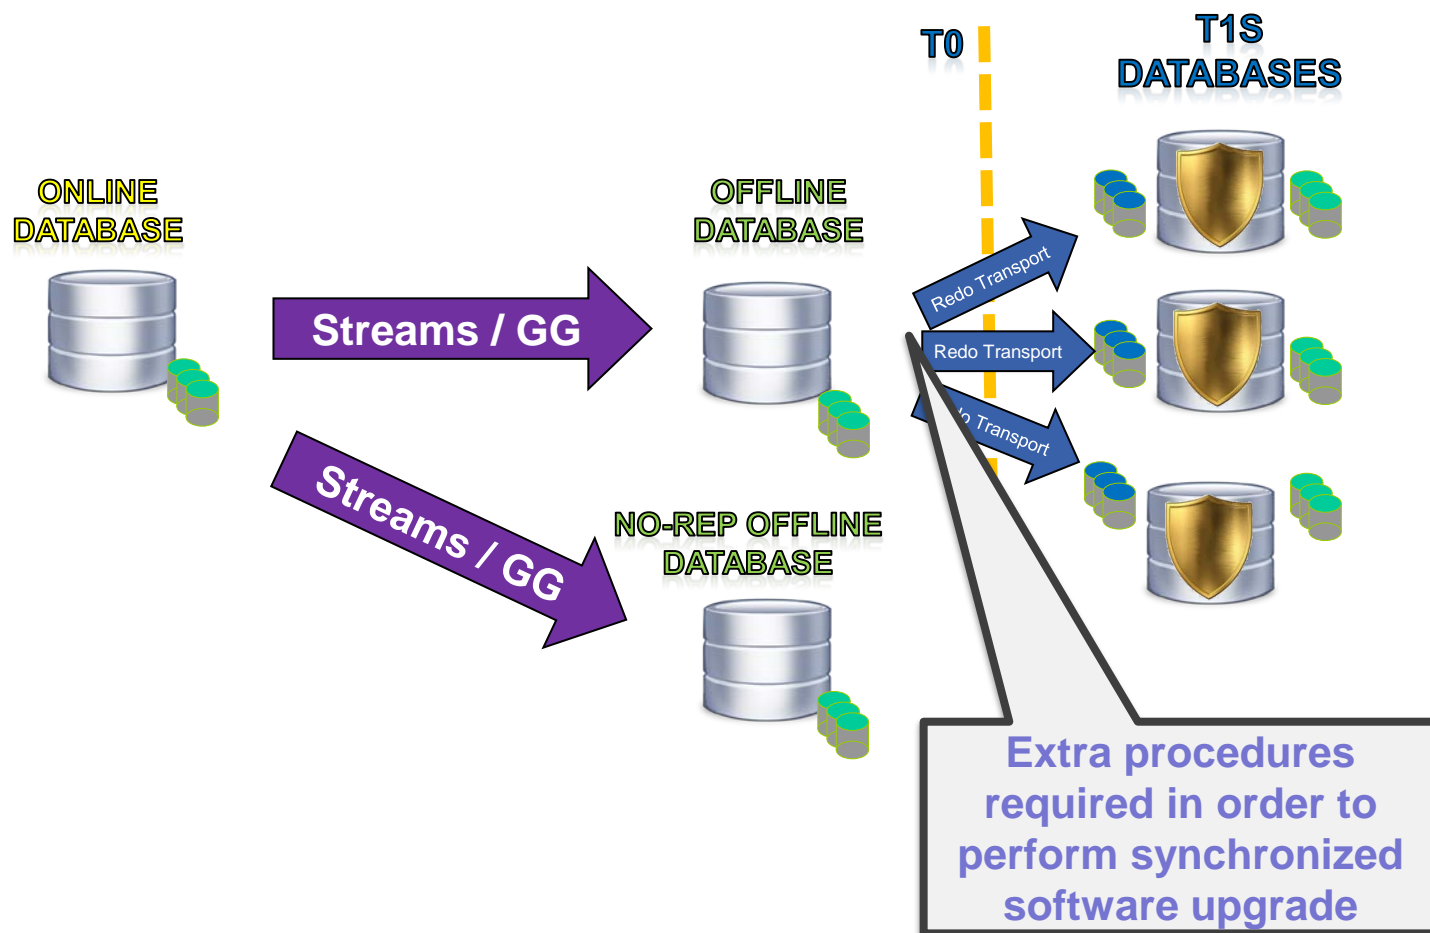 T0
T1S
DATABASES
ONLINE
DATABASE
OFFLINE
DATABASE
Streams / GG
Redo Transport
Redo Transport
Transport
Streams / GG
NO-REP OFFLINE
DATABASE
Extra procedures
required in order to
perform synchronized
software upgrade